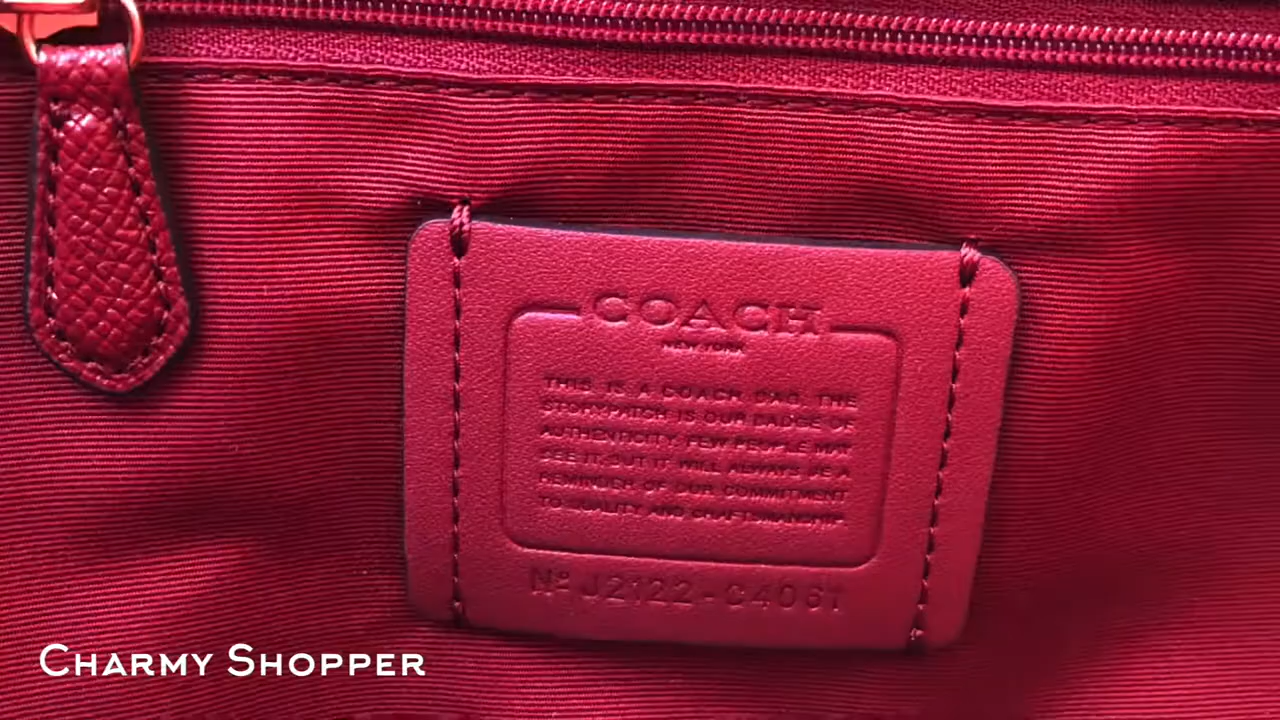 COACH
NEW YORK
THIS IS A COACH BAG. THE
STORYPATCH IS OUR BADGE OF
AUTHENTICITY. FEW PEOPLE MAY
SEE IT, BUT IT WILL ALWAYS BE A
REMINDER OF OUR COMMITMENT
TO QUALITY AND CRAFTSMANSHIP.
Nº J2122-C4061
CHARMY SHOPPER